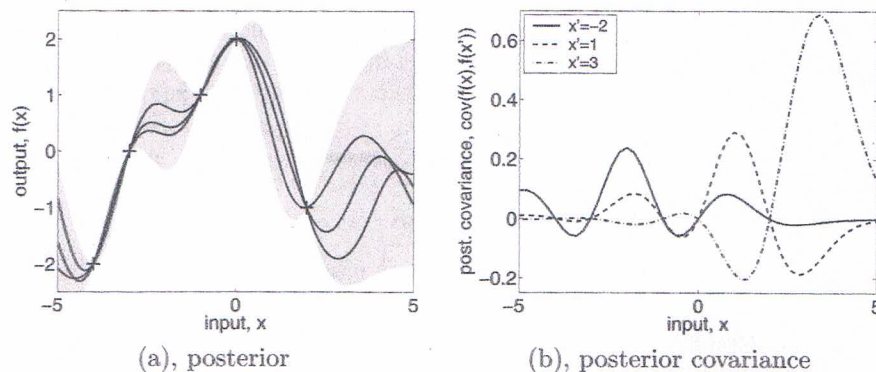 output, f(x)
2
1
0
−1
−2
−5
0
5
input, x
(a), posterior
post. covariance, cov(f(x),f(x'))
x'=−2
x'=1
x'=3
0.6
0.4
0.2
0
−0.2
−5
0
5
input, x
(b), posterior covariance